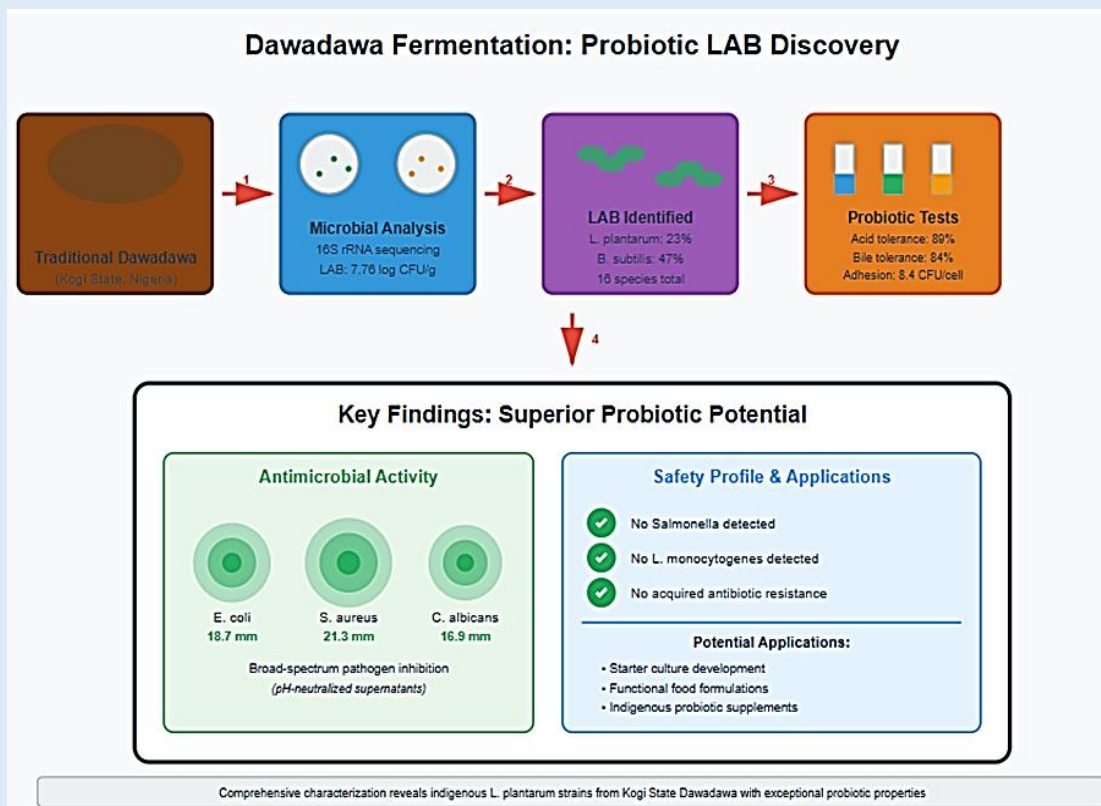 Dawadawa Fermentation: Probiotic LAB Discovery
Traditional Dawadawa
(Kogi State, Nigeria)
1
Microbial Analysis
16S rRNA sequencing
LAB: 7.76 log CFU/g
2
LAB Identified
L. plantarum: 23%
B. subtilis: 47%
16 species total
3
Probiotic Tests
Acid tolerance: 89%
Bile tolerance: 84%
Adhesion: 8.4 CFU/cell
4
Key Findings: Superior Probiotic Potential
Antimicrobial Activity
E. coli
18.7 mm
S. aureus
21.3 mm
C. albicans
16.9 mm
Broad-spectrum pathogen inhibition
(pH-neutralized supernatants)
Safety Profile & Applications
No Salmonella detected
No L. monocytogenes detected
No acquired antibiotic resistance
Potential Applications:
• Starter culture development
• Functional food formulations
• Indigenous probiotic supplements
Comprehensive characterization reveals indigenous L. plantarum strains from Kogi State Dawadawa with exceptional probiotic properties